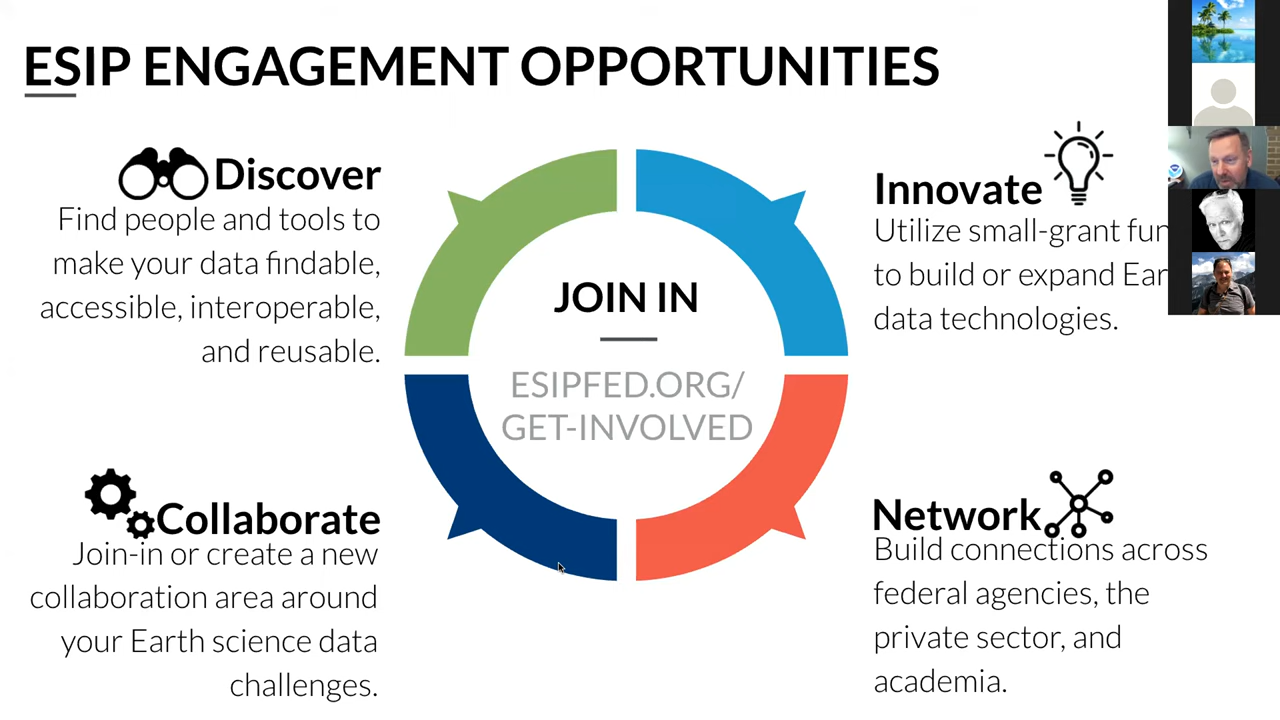 ESIP ENGAGEMENT OPPORTUNITIES
Discover
Find people and tools to
make your data findable,
accessible, interoperable,
and reusable.
Innovate
Utilize small-grant
to build or expand
data technologies.
JOIN IN
ESIPFED.ORG/
GET-INVOLVED
Collaborate
Join-in or create a new
collaboration area around
your Earth science data
challenges.
Network
Build connections across
federal agencies, the
private sector, and
academia.